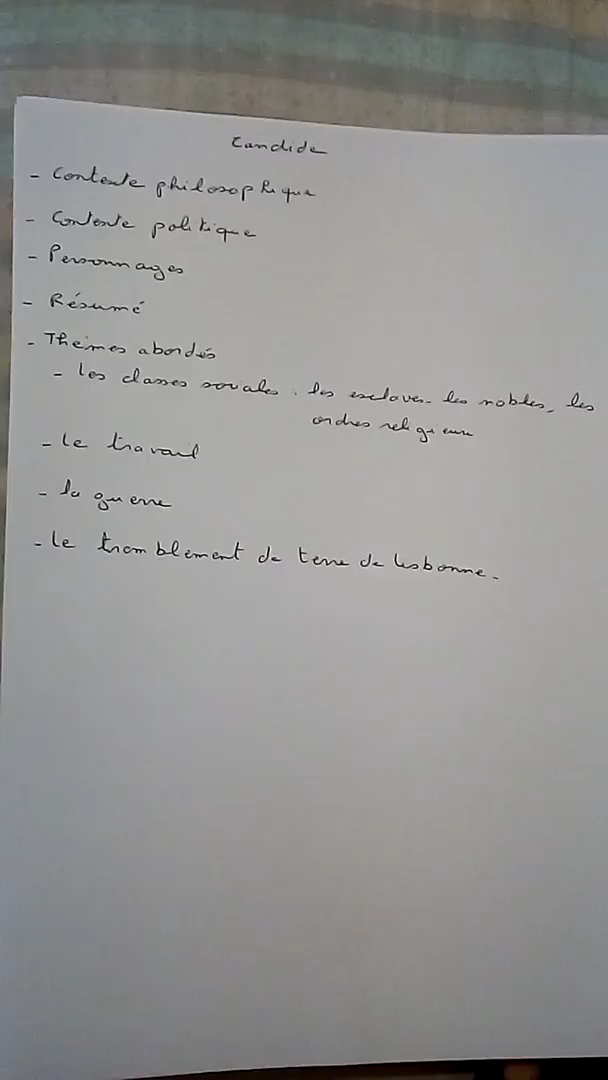 Candide
- Contexte philosophique
- Contexte politique
- Personnages
- Résumé
- Thèmes abordés
- les classes sociales : les esclaves - les nobles, les
ordres religieux
- le travail
- la guerre
- le tremblement de terre de lisbonne.